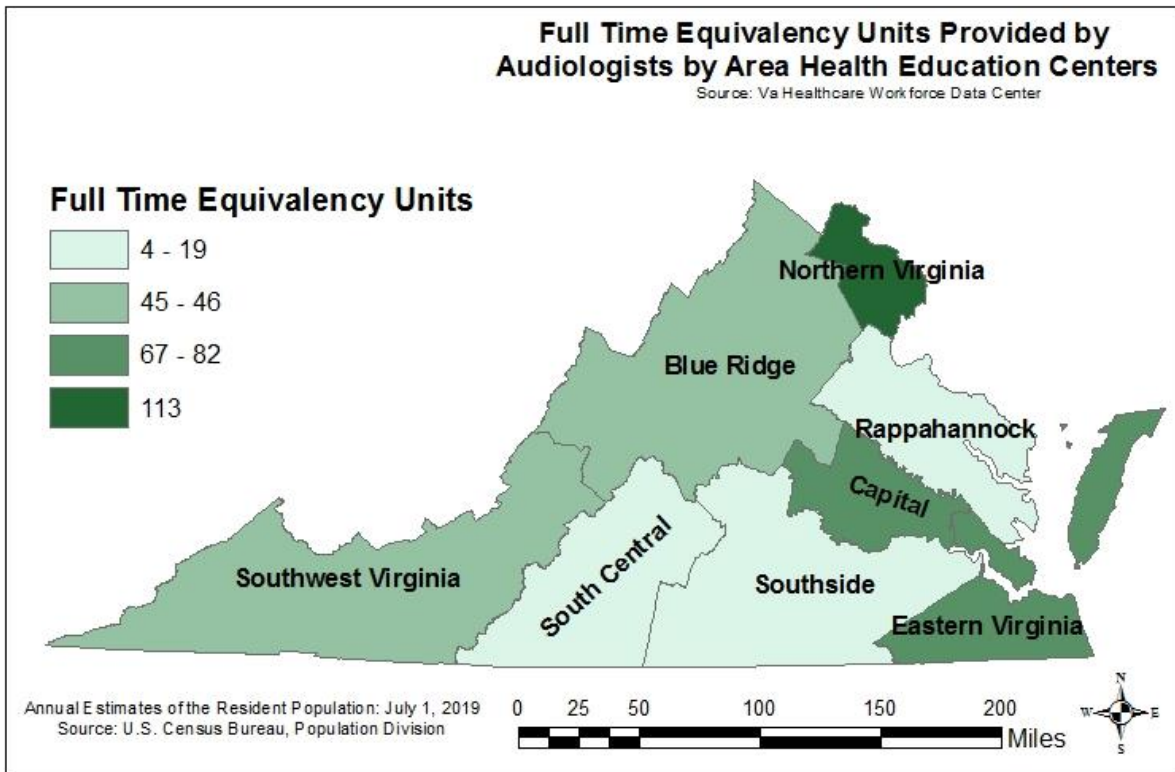 Full Time Equivalency Units Provided by
Audiologists by Area Health Education Centers
Source: Va Healthcare Workforce Data Center
Full Time Equivalency Units
4 - 19
45 - 46
67 - 82
113
Northern Virginia
Blue Ridge
Rappahannock
Capital
Southwest Virginia
South Central
Southside
Eastern Virginia
Annual Estimates of the Resident Population: July 1, 2019
Source: U.S. Census Bureau, Population Division
0 25 50 100 150 200
Miles
N
W E
S